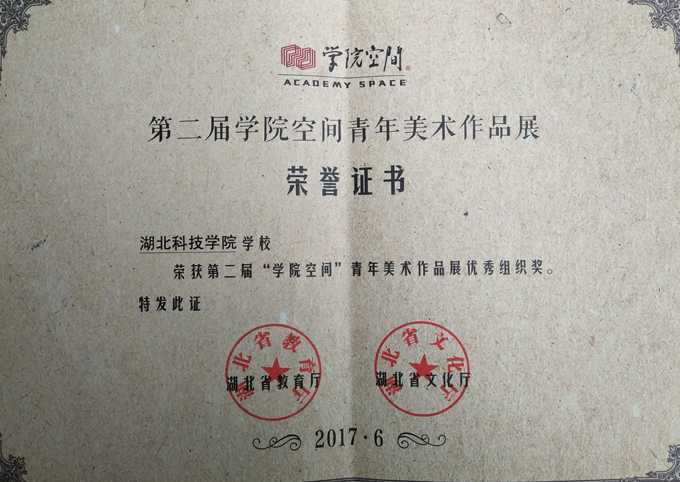 学院空間
ACADEMY SPACE
第二届学院空间青年美术作品展
荣誉证书
湖北科技学院 学校
荣获第二届“学院空间”青年美术作品展优秀组织奖。
特发此证
湖北省教育厅
湖北省教育厅
湖北省文化厅
湖北省文化厅
2017·6